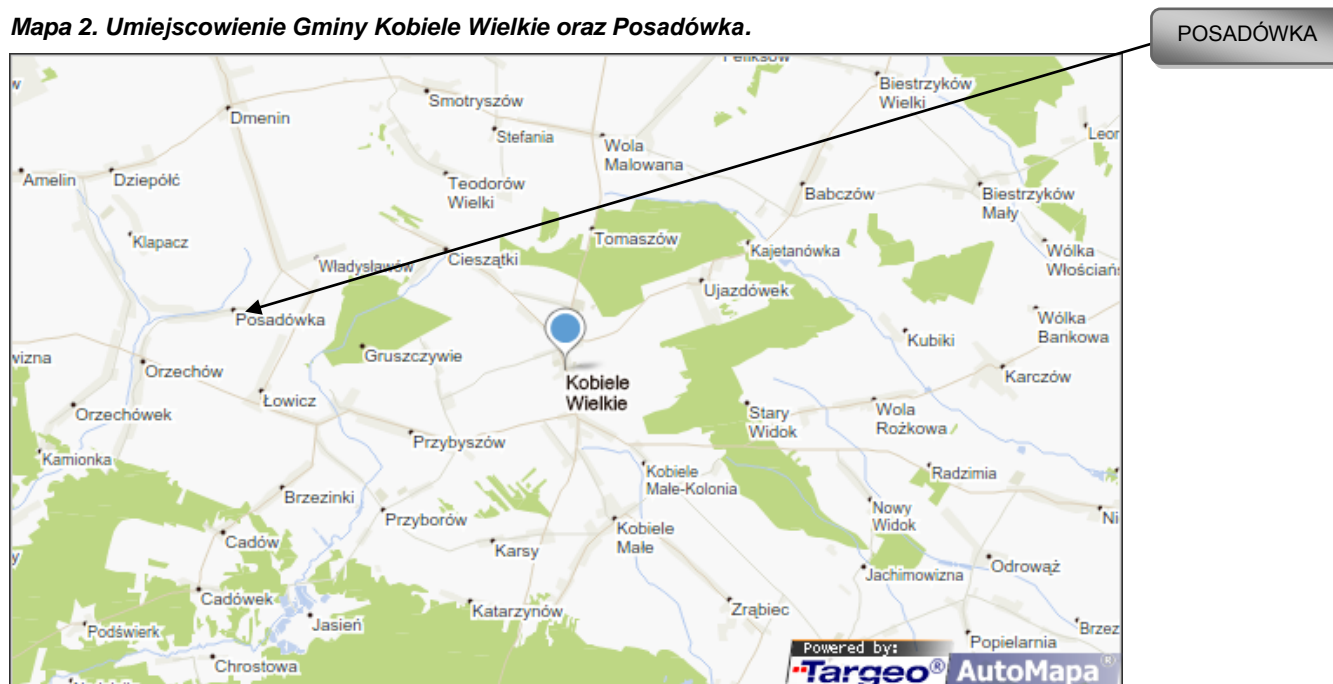 Mapa 2. Umiejscowienie Gminy Kobiele Wielkie oraz Posadówka.
POSADÓWKA
Biestrzyków
Wielki
Smotryszów
Dmenin
Stefania
Wola
Malowana
Amelin
Dziepółć
Teodorów
Wielki
Babczów
Biestrzyków
Mały
Klapacz
Tomaszów
Władysławów
Cieszątki
Kajetanówka
Wólka
Ujazdówek
Posadówka
Wólka
Bankowa
Kubiki
Gruszczywie
Orzechów
Kobiele
Wielkie
Karczów
Łowicz
Orzechówek
Stary
Widok
Wola
Rożkowa
Przybyszów
Kamionka
Kobiele
Małe-Kolonia
Radzimia
Brzezinki
Przyborów
Nowy
Widok
Kobiele
Małe
Cadów
Karsy
Odrowąż
Jachimowizna
Cadówek
Katarzynów
Zrąbiec
Jasień
Podświerk
Popielarnia
Chrostowa
Powered by:
Targeo® AutoMapa®